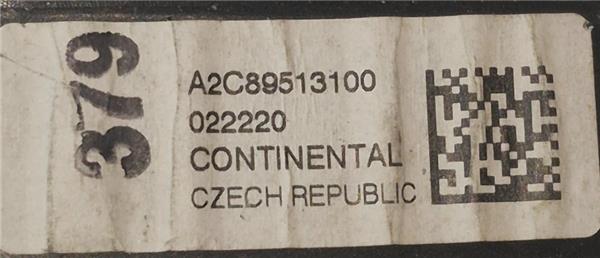 379
A2C89513100
022220
CONTINENTAL
CZECH REPUBLIC